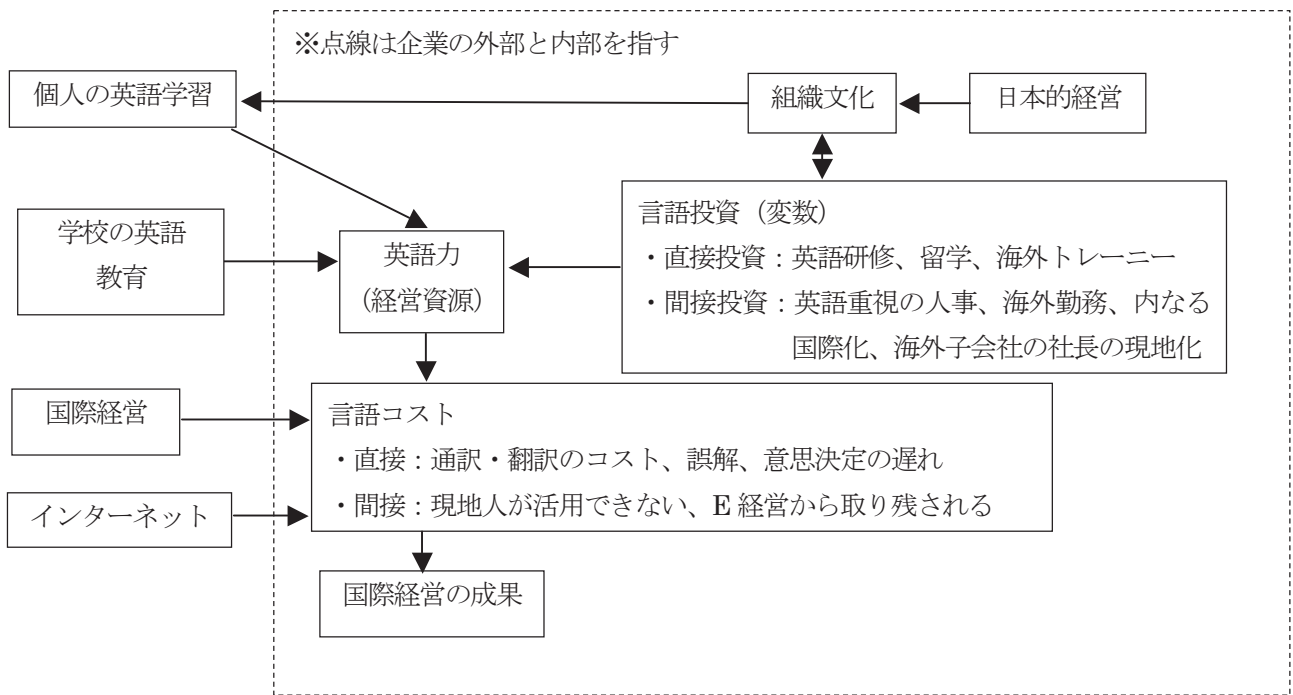 ※点線は企業の外部と内部を指す
個人の英語学習
組織文化
日本的経営
学校の英語
教育
英語力
（経営資源）
言語投資（変数）
・直接投資：英語研修、留学、海外トレーニー
・間接投資：英語重視の人事、海外勤務、内なる
国際化、海外子会社の社長の現地化
国際経営
インターネット
言語コスト
・直接：通訳・翻訳のコスト、誤解、意思決定の遅れ
・間接：現地人が活用できない、E 経営から取り残される
国際経営の成果